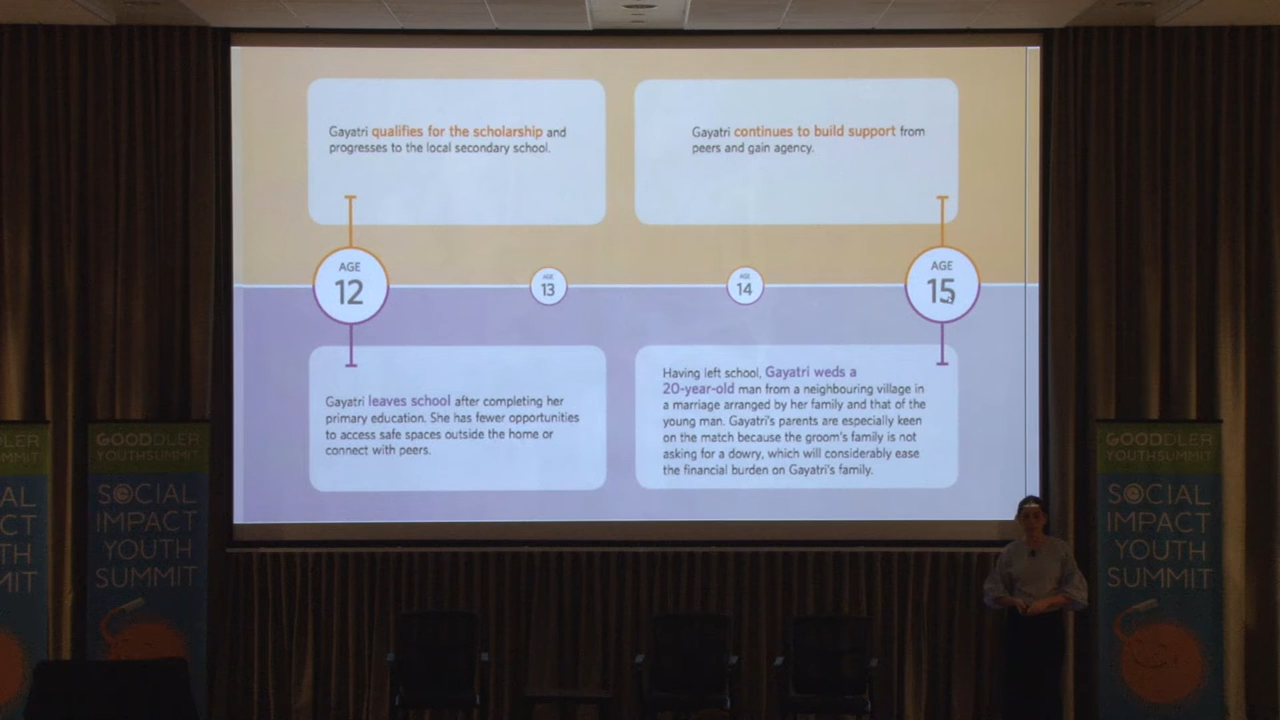 Gayatri qualifies for the scholarship and
progresses to the local secondary school.
Gayatri continues to build support from
peers and gain agency.
AGE
12
AGE
13
AGE
14
AGE
15
Gayatri leaves school after completing her
primary education. She has fewer opportunities
to access safe spaces outside the home or
connect with peers.
Having left school, Gayatri weds a
20-year-old man from a neighbouring village in
a marriage arranged by her family and that of the
young man. Gayatri's parents are especially keen
on the match because the groom's family is not
asking for a dowry, which will considerably ease
the financial burden on Gayatri's family.
DLER
MMIT
AL
CT
TH
MIT
GOODDLER
YOUTHSUMMIT
SOCIAL
IMPACT
YOUTH
SUMMIT
GOODDLER
YOUTHSUMMIT
SOCIAL
IMPACT
YOUTH
SUMMIT